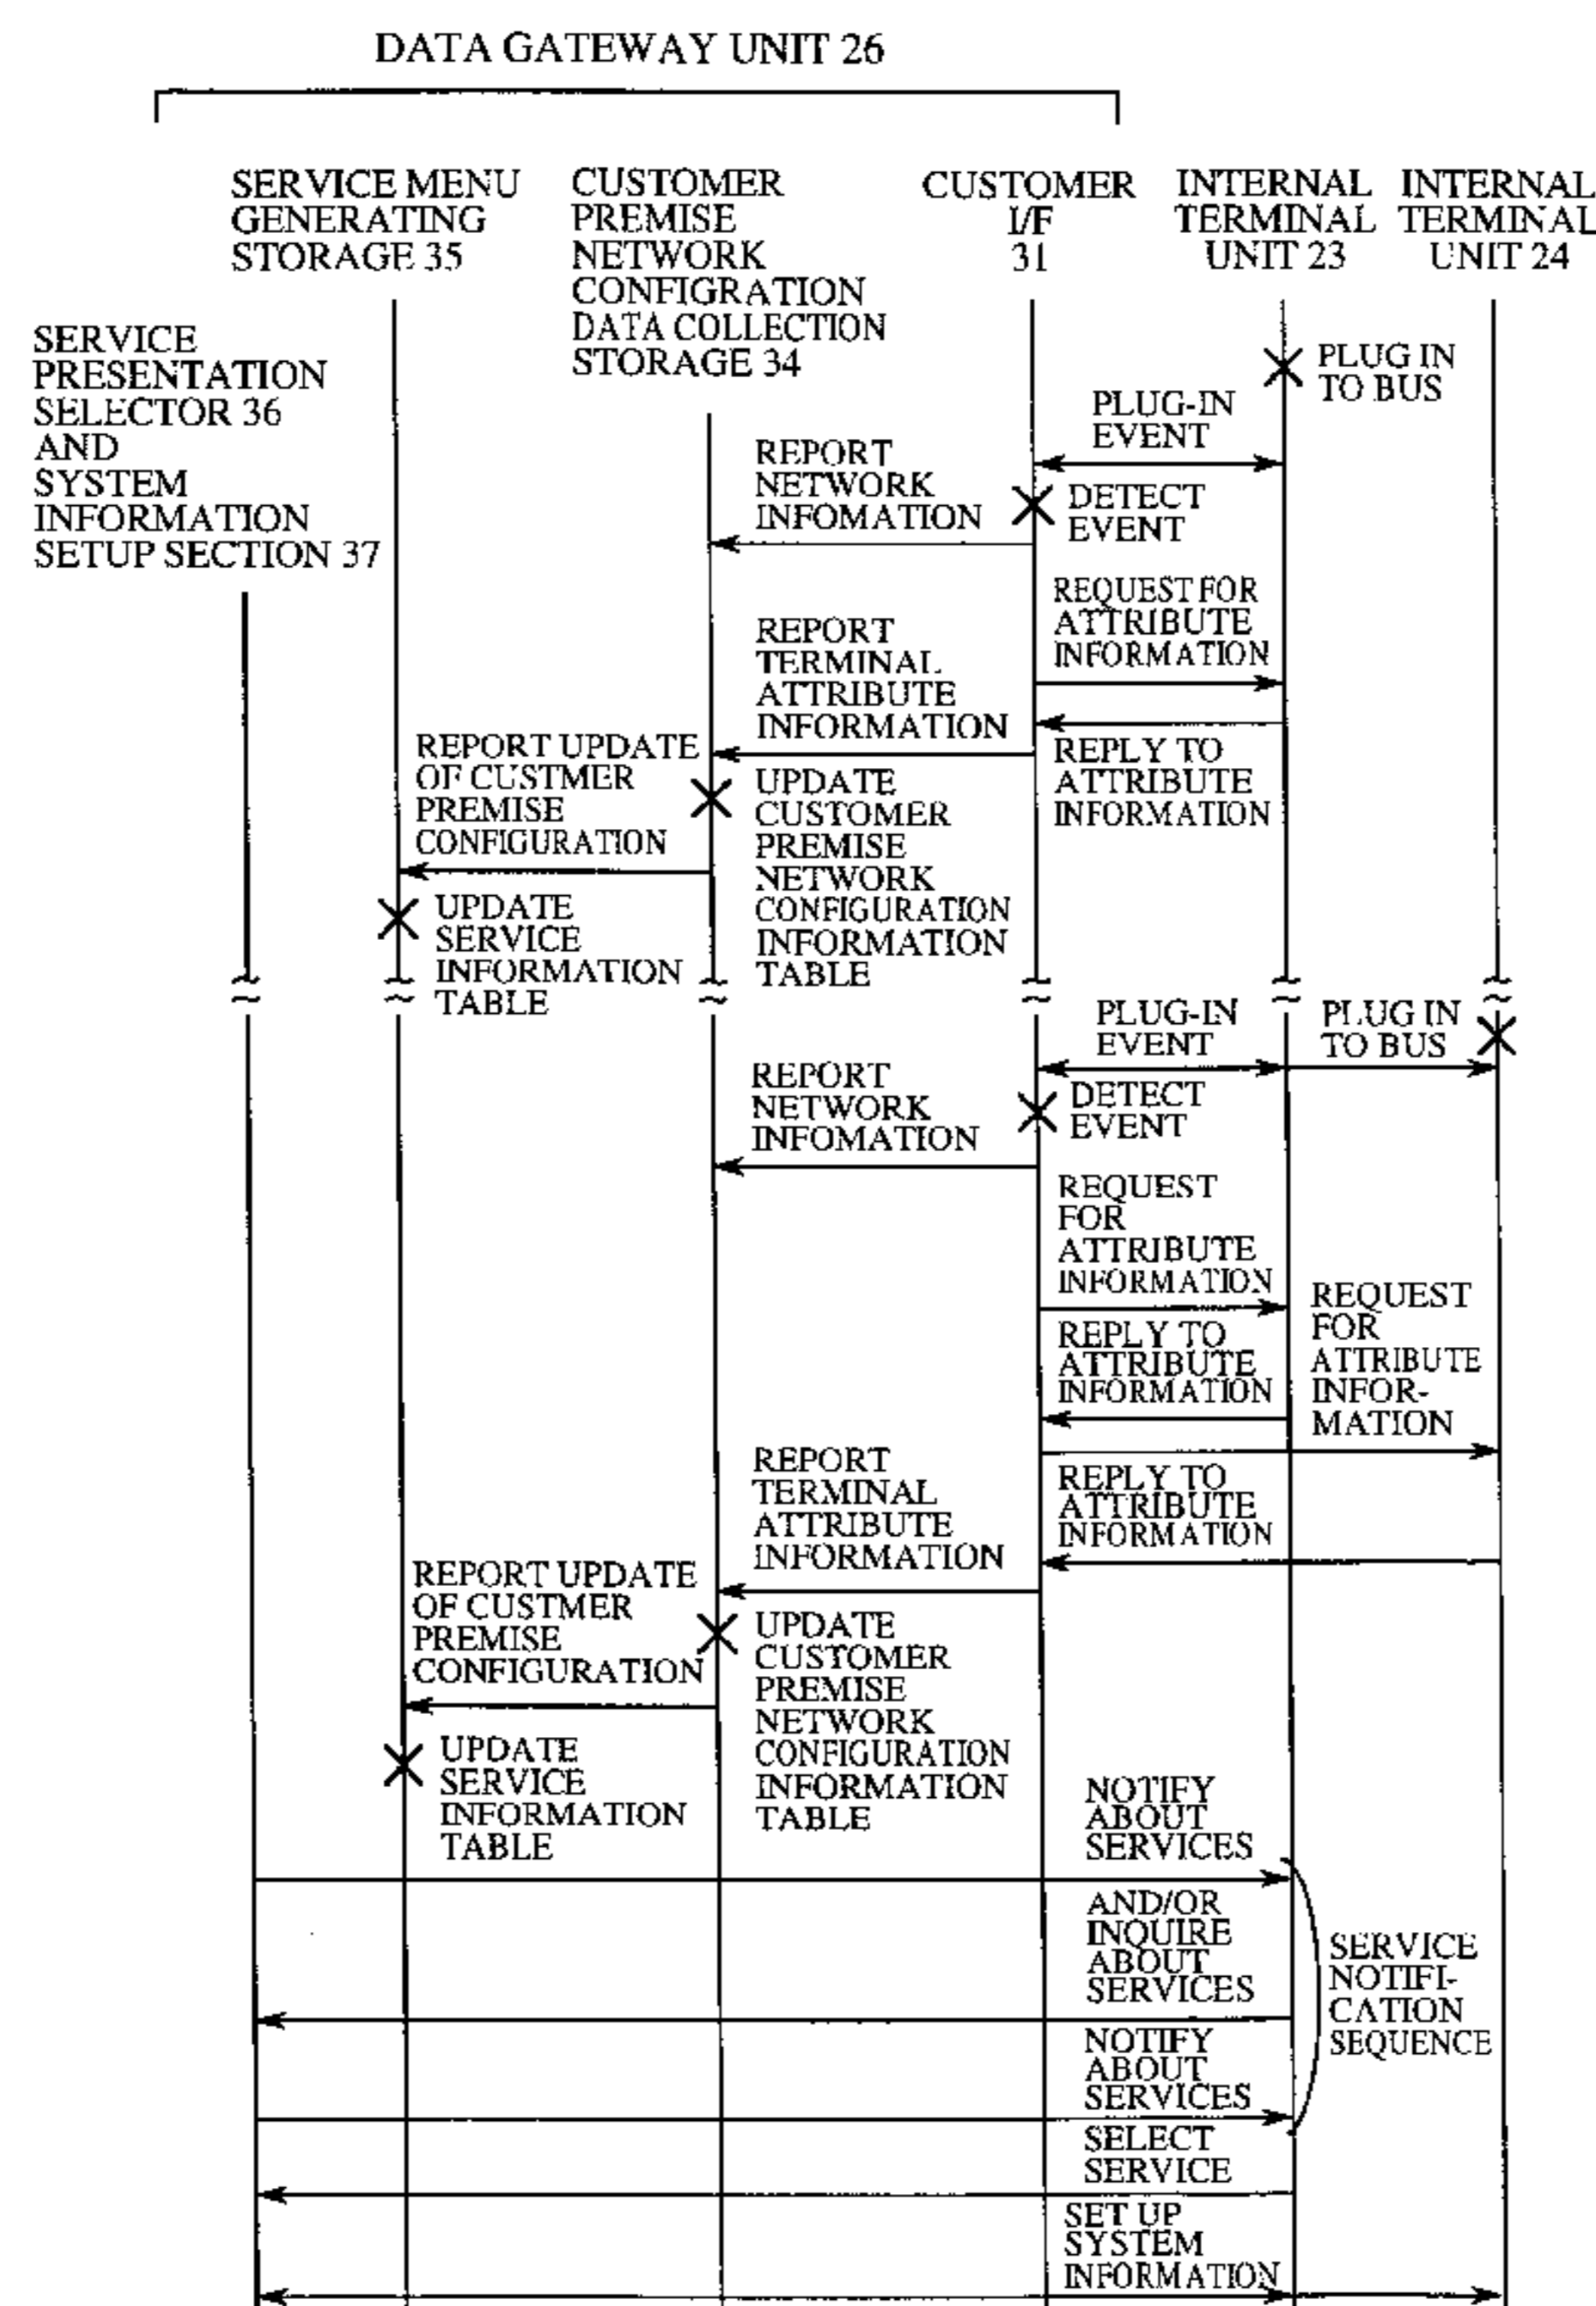 DATA GATEWAY UNIT 26
SERVICE MENU
GENERATING
STORAGE 35
CUSTOMER
PREMISE
NETWORK
CONFIGRATION
DATA COLLECTION
STORAGE 34
CUSTOMER
I/F
31
INTERNAL
TERMINAL
UNIT 23
INTERNAL
TERMINAL
UNIT 24
SERVICE
PRESENTATION
SELECTOR 36
AND
SYSTEM
INFORMATION
SETUP SECTION 37
PLUG IN
TO BUS
PLUG-IN
EVENT
REPORT
NETWORK
INFOMATION
DETECT
EVENT
REQUEST FOR
ATTRIBUTE
INFORMATION
REPORT
TERMINAL
ATTRIBUTE
INFORMATION
REPLY TO
ATTRIBUTE
INFORMATION
REPORT UPDATE
OF CUSTMER
PREMISE
CONFIGURATION
UPDATE
CUSTOMER
PREMISE
NETWORK
CONFIGURATION
INFORMATION
TABLE
UPDATE
SERVICE
INFORMATION
TABLE
PLUG-IN
EVENT
PLUG IN
TO BUS
REPORT
NETWORK
INFOMATION
DETECT
EVENT
REQUEST
FOR
ATTRIBUTE
INFORMATION
REPLY TO
ATTRIBUTE
INFORMATION
REQUEST
FOR
ATTRIBUTE
INFOR-
MATION
REPORT
TERMINAL
ATTRIBUTE
INFORMATION
REPLY TO
ATTRIBUTE
INFORMATION
REPORT UPDATE
OF CUSTMER
PREMISE
CONFIGURATION
UPDATE
CUSTOMER
PREMISE
NETWORK
CONFIGURATION
INFORMATION
TABLE
UPDATE
SERVICE
INFORMATION
TABLE
NOTIFY
ABOUT
SERVICES
AND/OR
INQUIRE
ABOUT
SERVICES
SERVICE
NOTIFI-
CATION
SEQUENCE
NOTIFY
ABOUT
SERVICES
SELECT
SERVICE
SET UP
SYSTEM
INFORMATION